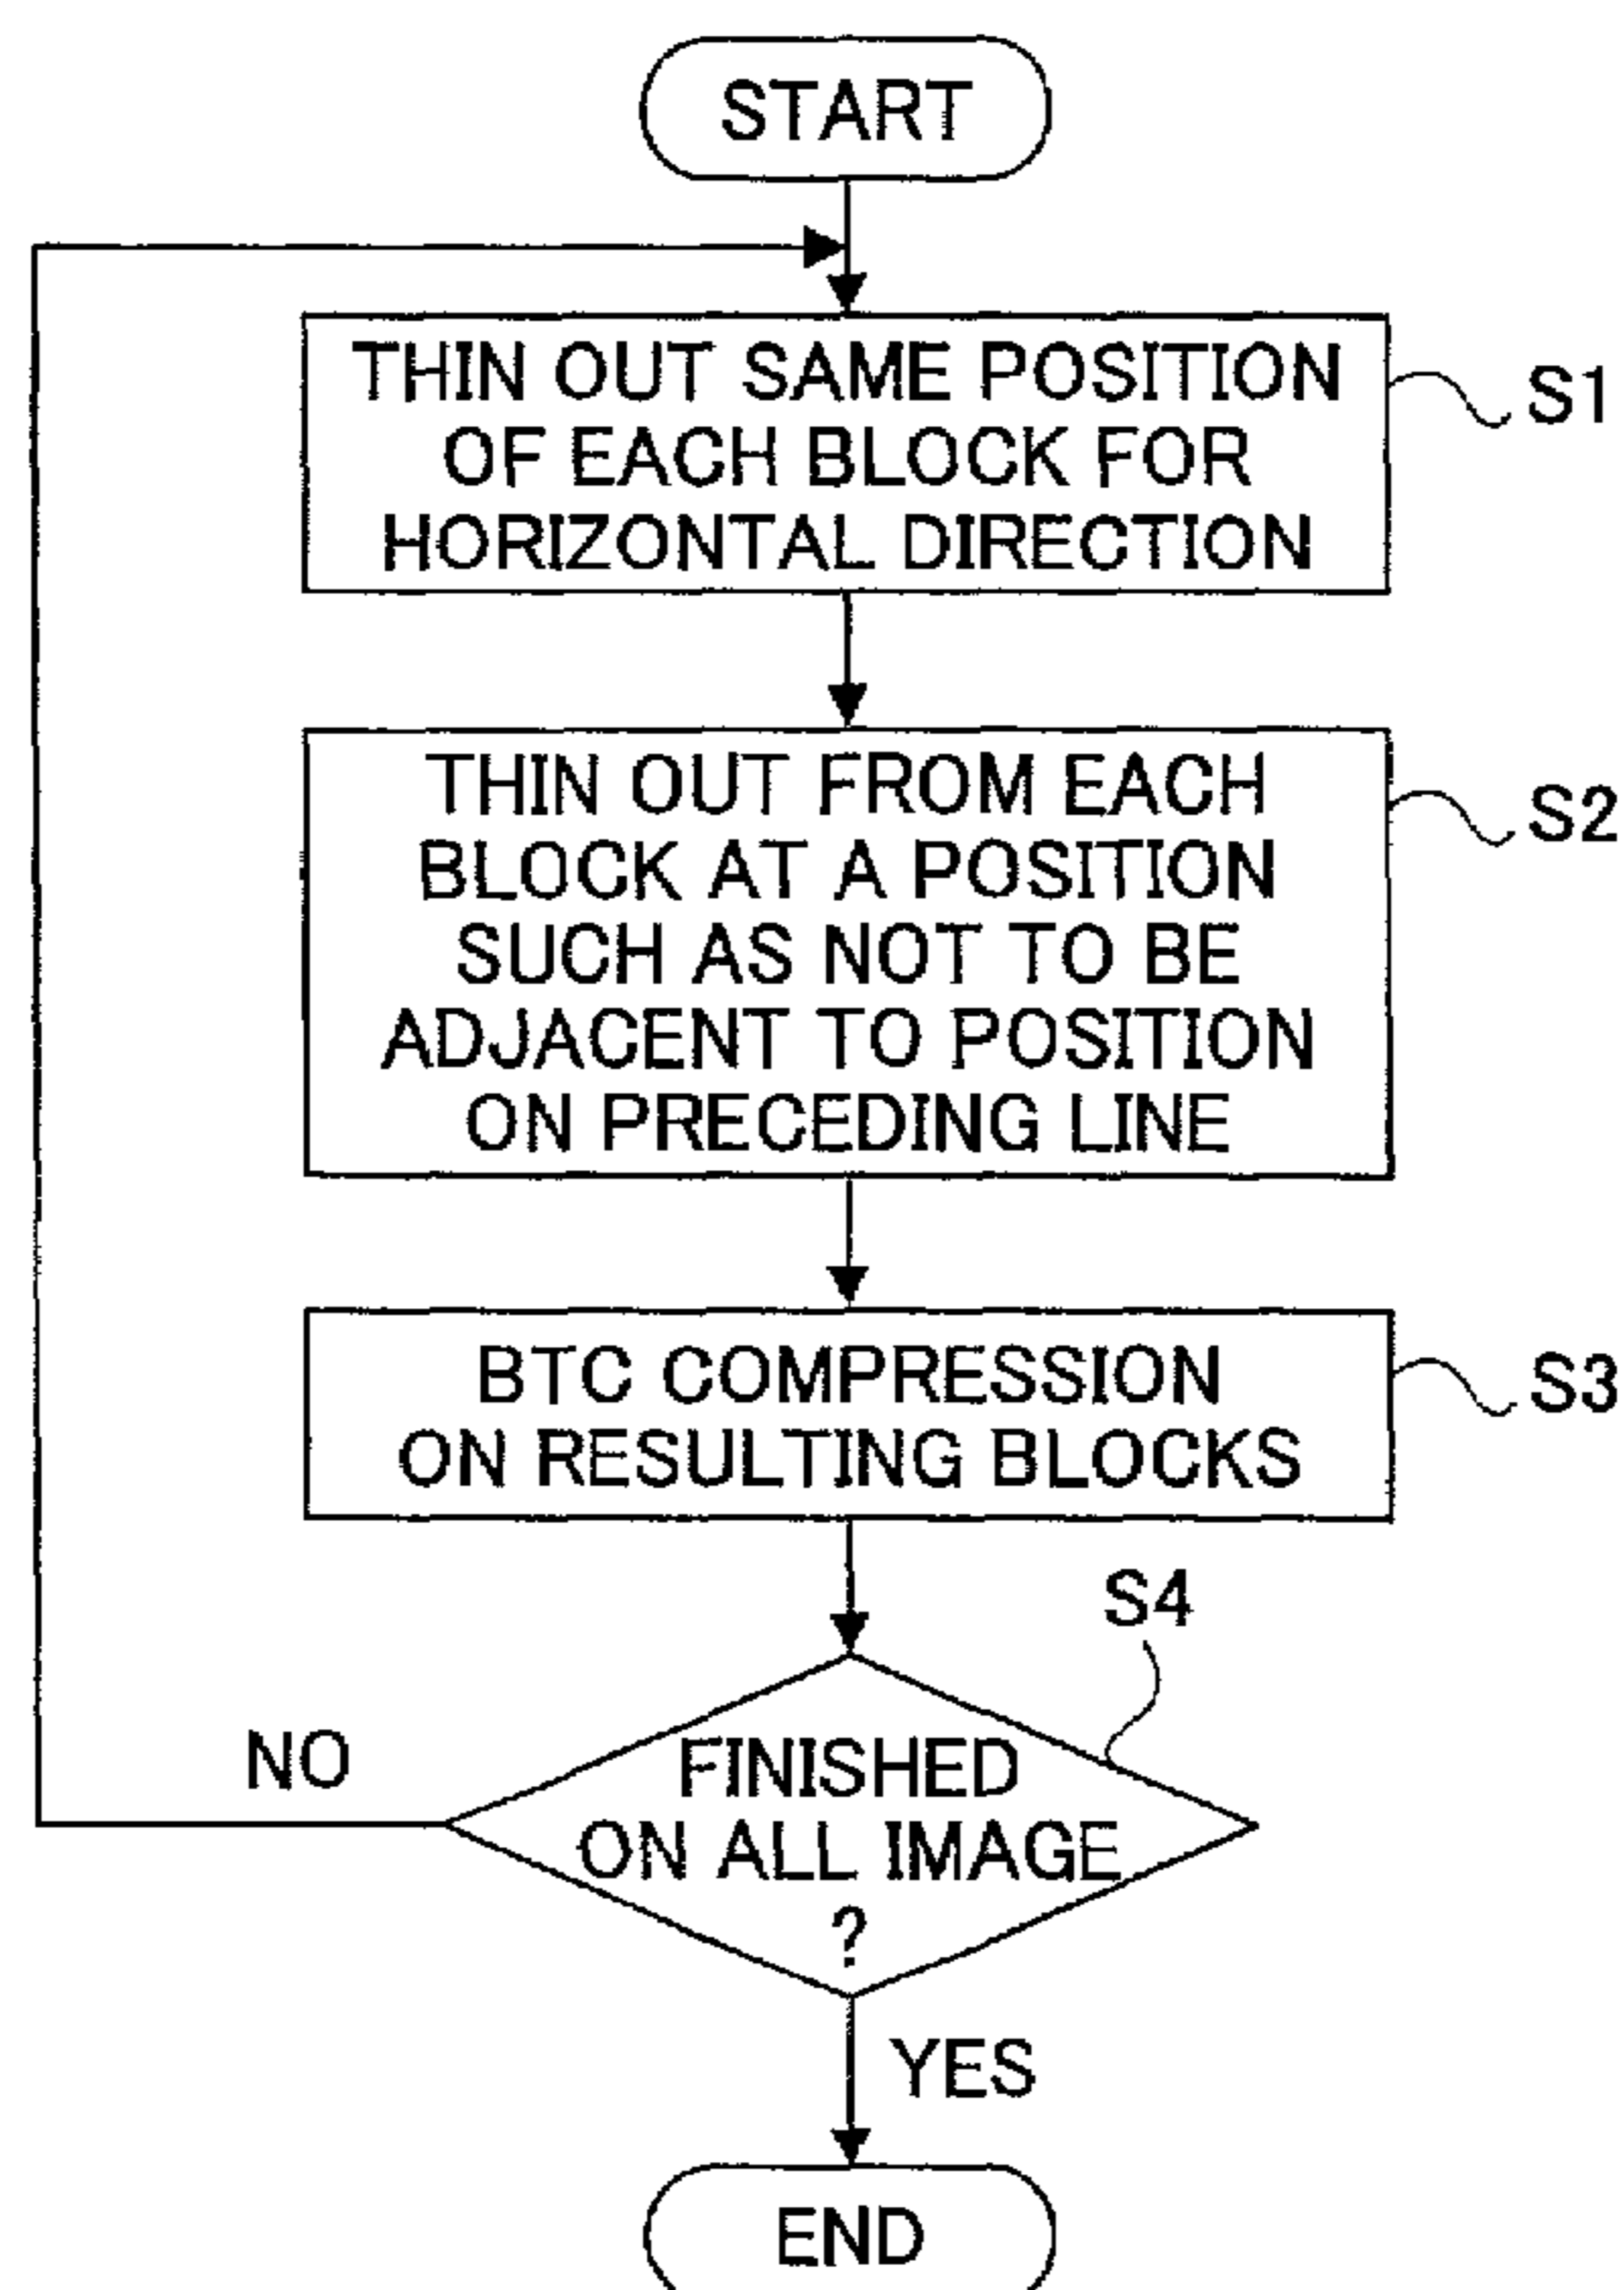 START
THIN OUT SAME POSITION
OF EACH BLOCK FOR
HORIZONTAL DIRECTION
S1
THIN OUT FROM EACH
BLOCK AT A POSITION
SUCH AS NOT TO BE
ADJACENT TO POSITION
ON PRECEDING LINE
S2
BTC COMPRESSION
ON RESULTING BLOCKS
S3
S4
FINISHED
ON ALL IMAGE
?
NO
YES
END